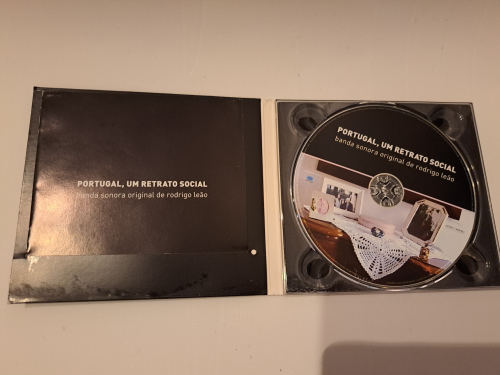 PORTUGAL, UM RETRATO SOCIAL
banda sonora original de rodrigo leão
PORTUGAL, UM RETRATO SOCIAL
banda sonora original de rodrigo leão